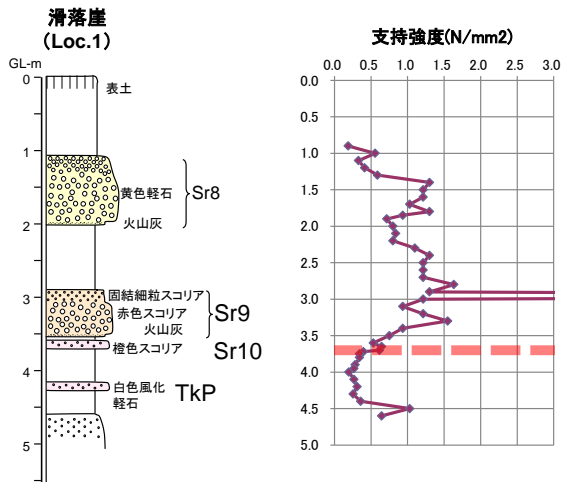 滑落崖
(Loc.1)
GL-m
0
表土
1
黄色軽石
Sr8
火山灰
2
3
固結細粒スコリア
赤色スコリア
Sr9
火山灰
橙色スコリア
Sr10
4
白色風化
軽石
TkP
5
支持強度(N/mm2)
0.0 0.5 1.0 1.5 2.0 2.5 3.0
0.0
0.5
1.0
1.5
2.0
2.5
3.0
3.5
4.0
4.5
5.0